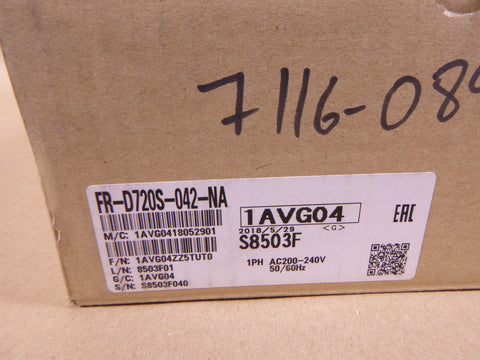 7116-08
FR-D720S-042-NA
M/C: 1AVG0418052901
F/N: 1AVG04ZZ5TUT0
L/N: 8503F01
G/C: 1AVG04
S/N: S8503F040
1AVG04
2018/5/29 <G>
S8503F
1PH AC200-240V
50/60Hz
EAC